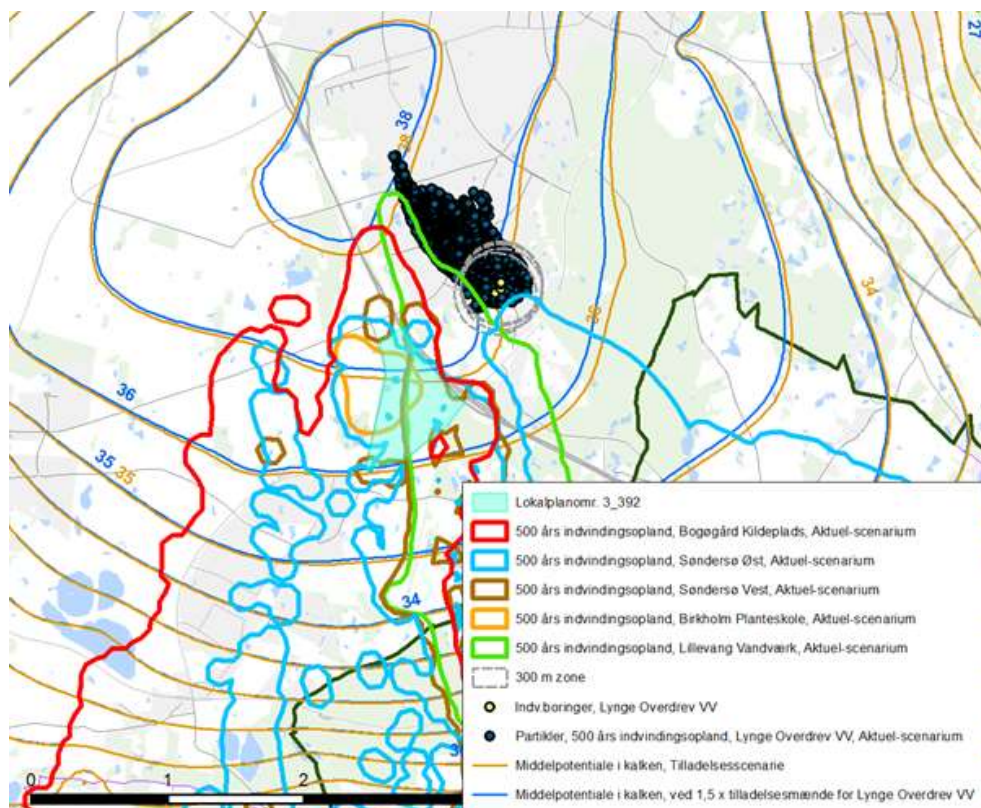 27
38
38
36
35 35
38
34
34
0 1 2
Lokalplanomr. 3_392
500 års indvindingsopland, Bogøgård Kildeplads, Aktuel-scenarium
500 års indvindingsopland, Søndersø Øst, Aktuel-scenarium
500 års indvindingsopland, Søndersø Vest, Aktuel-scenarium
500 års indvindingsopland, Birkholm Planteskole, Aktuel-scenarium
500 års indvindingsopland, Lillevang Vandværk, Aktuel-scenarium
300 m zone
Indv.boringer, Lynge Overdrev VV
Partikler, 500 års indvindingsopland, Lynge Overdrev VV, Aktuel-scenarium
Middelpotentiale i kalken, Tilladelsesscenarie
Middelpotentiale i kalken, ved 1,5 x tilladelsesmænde for Lynge Overdrev VV